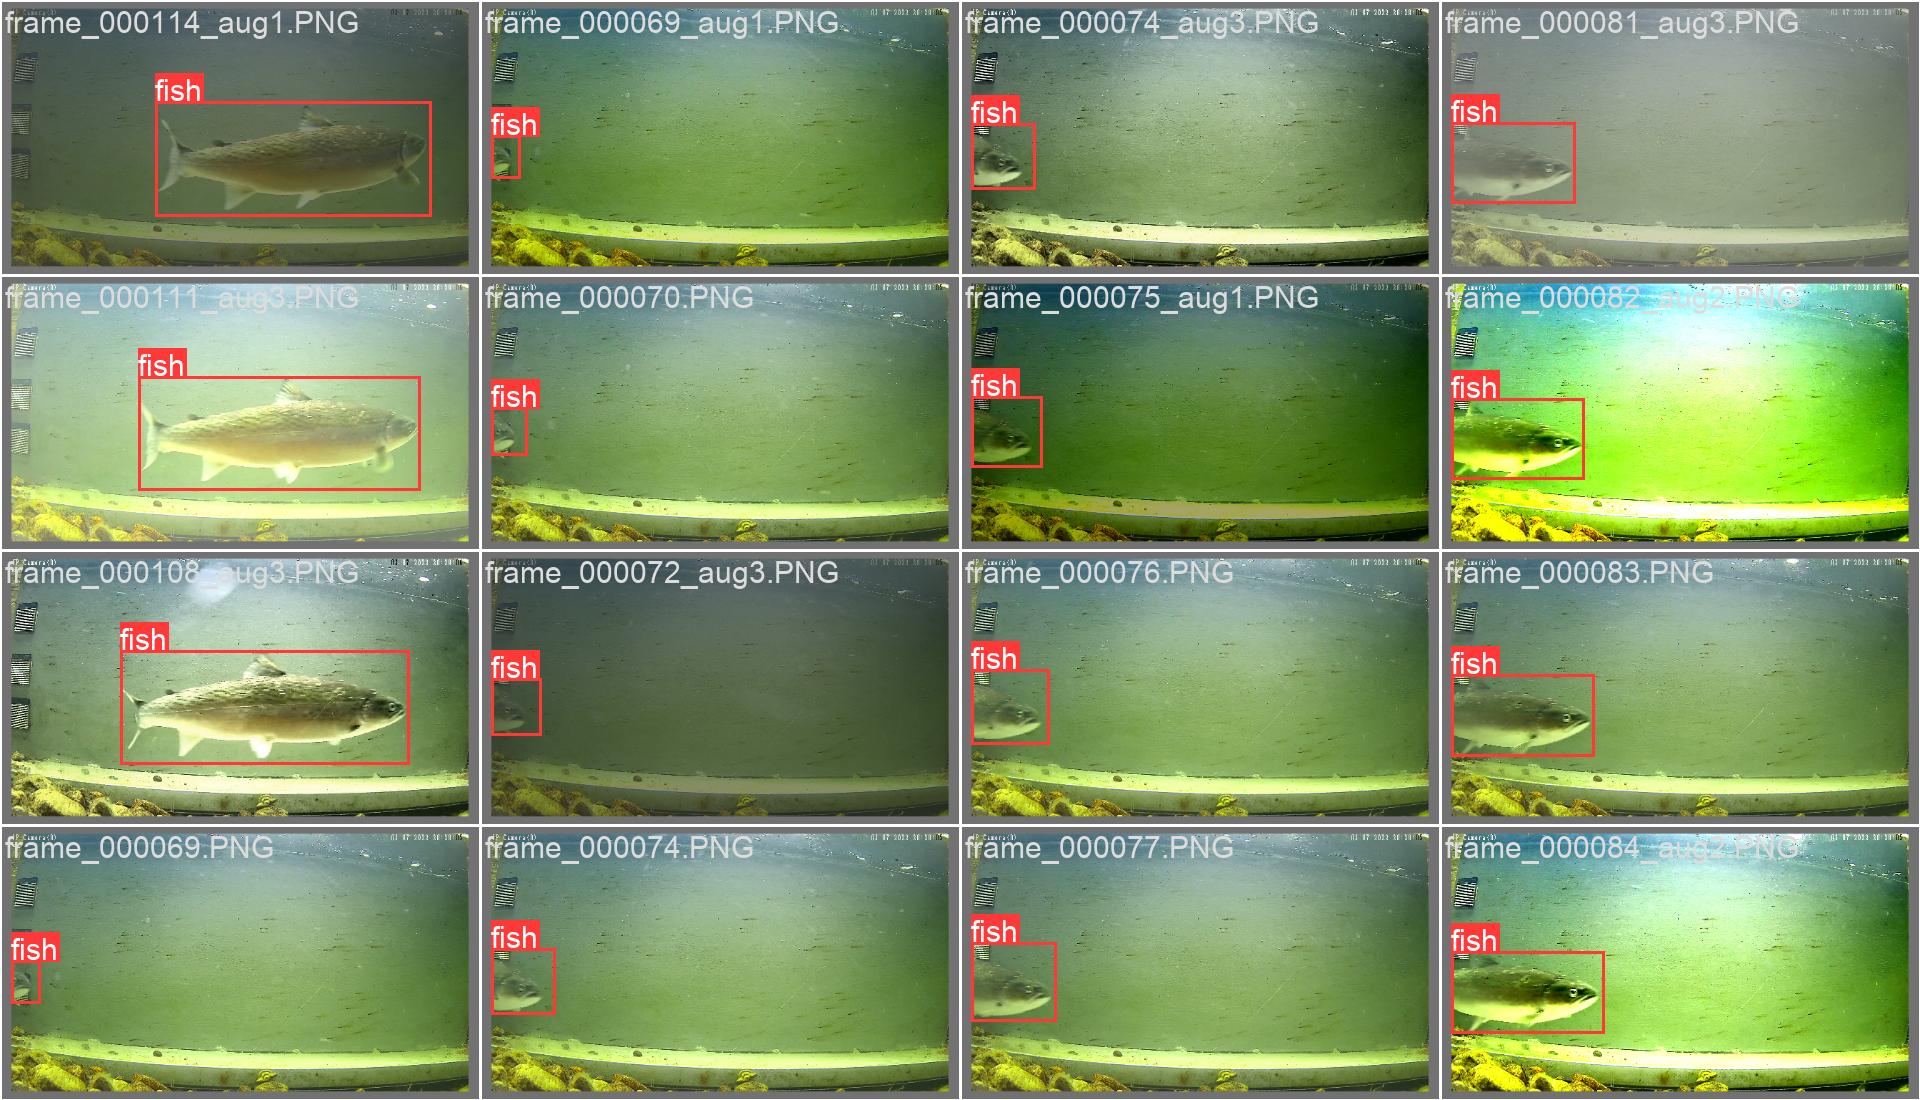 frame_000114_aug1.PNG
fish
frame_000069_aug1.PNG
fish
frame_000074_aug3.PNG
fish
frame_000081_aug3.PNG
fish
frame_000111_aug3.PNG
fish
frame_000070.PNG
fish
frame_000075_aug1.PNG
fish
frame_000082_aug2.PNG
fish
frame_000108_aug3.PNG
fish
frame_000072_aug3.PNG
fish
frame_000076.PNG
fish
frame_000083.PNG
fish
frame_000069.PNG
fish
frame_000074.PNG
fish
frame_000077.PNG
fish
frame_000084_aug2.PNG
fish